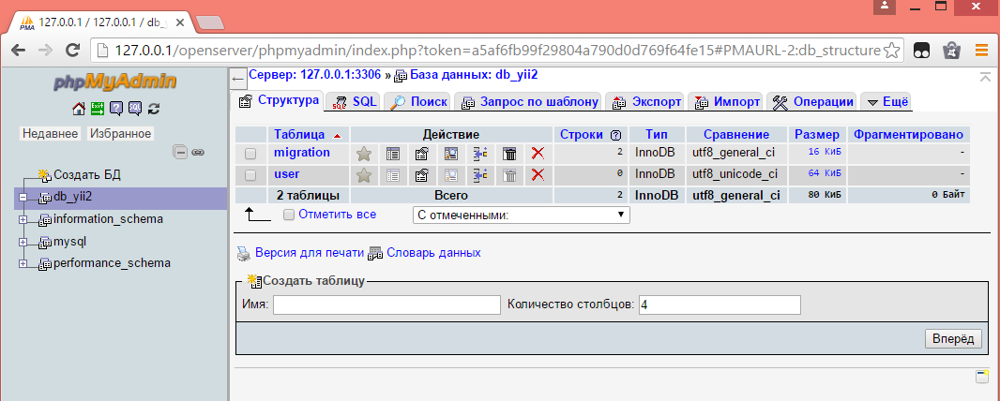 127.0.0.1 / 127.0.0.1 / db_
127.0.0.1/openserver/phpmyadmin/index.php?token=a5af6fb99f29804a790d0d769f64fe15#PMAURL-2:db_structure
phpMyAdmin
Недавнее Избранное
Создать БД
db_yii2
information_schema
mysql
performance_schema
Сервер: 127.0.0.1:3306 » База данных: db_yii2
Структура SQL Поиск Запрос по шаблону Экспорт Импорт Операции Ещё
Таблица Действие Строки Тип Сравнение Размер Фрагментировано
migration 2 InnoDB utf8_general_ci 16 КиБ -
user 0 InnoDB utf8_unicode_ci 64 КиБ -
2 таблицы Всего 2 InnoDB utf8_general_ci 80 КиБ 0 Байт
Отметить все С отмеченными:
Версия для печати Словарь данных
Создать таблицу
Имя: Количество столбцов: 4
Вперёд